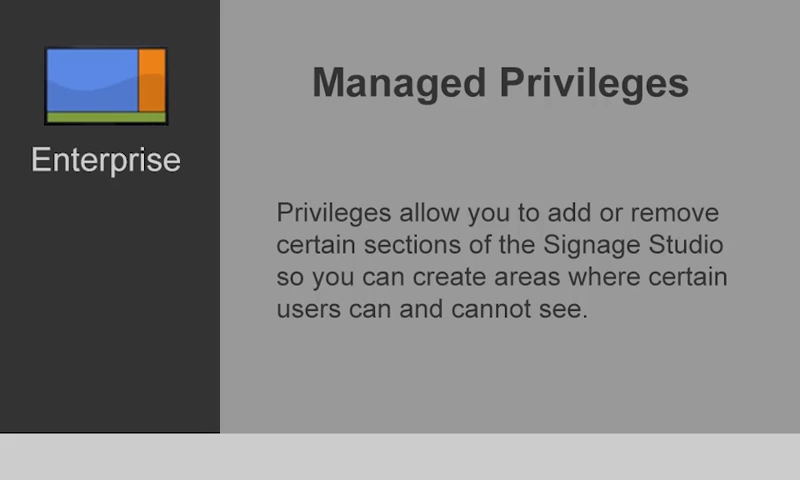 Managed Privileges
Enterprise
Privileges allow you to add or remove
certain sections of the Signage Studio
so you can create areas where certain
users can and cannot see.